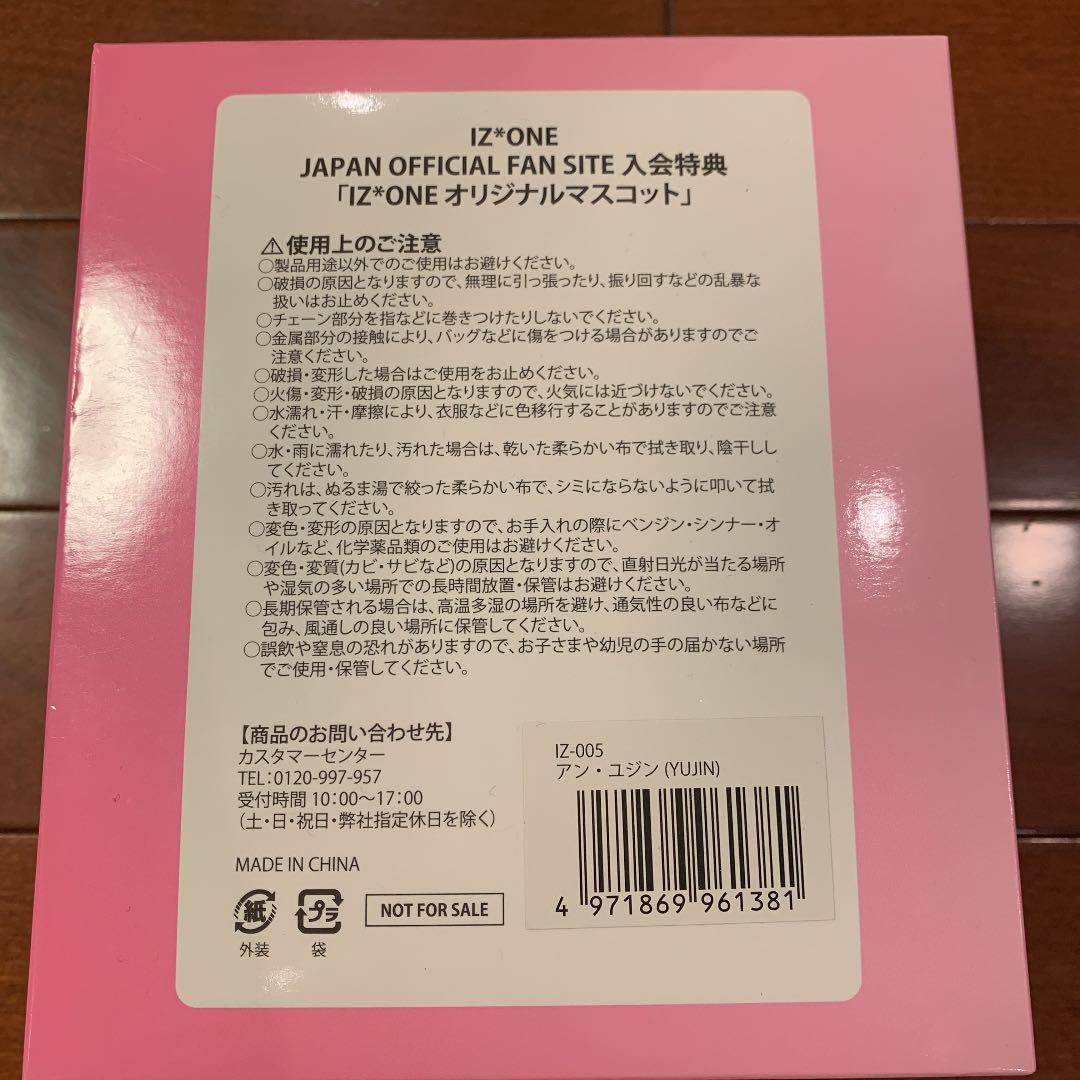 IZ*ONE
JAPAN OFFICIAL FAN SITE 入会特典
「IZ*ONE オリジナルマスコット」
⚠使用上のご注意
○製品用途以外でのご使用はお避けください。
○破損の原因となりますので、無理に引っ張ったり、振り回すなどの乱暴な
扱いはお止めください。
○チェーン部分を指などに巻きつけたりしないでください。
○金属部分の接触により、バッグなどに傷をつける場合がありますのでご
注意ください。
○破損・変形した場合はご使用をお止めください。
○火傷・変形・破損の原因となりますので、火気には近づけないでください。
○水濡れ・汗・摩擦により、衣服などに色移行することがありますのでご注意
ください。
○水・雨に濡れたり、汚れた場合は、乾いた柔らかい布で拭き取り、陰干しし
てください。
○汚れは、ぬるま湯で絞った柔らかい布で、シミにならないように叩いて拭
き取ってください。
○変色・変形の原因となりますので、お手入れの際にベンジン・シンナー・オ
イルなど、化学薬品類のご使用はお避けください。
○変色・変質(カビ・サビなど)の原因となりますので、直射日光が当たる場所
や湿気の多い場所での長時間放置・保管はお避けください。
○長期保管される場合は、高温多湿の場所を避け、通気性の良い布などに
包み、風通しの良い場所に保管してください。
○誤飲や窒息の恐れがありますので、お子さまや幼児の手の届かない場所
でご使用・保管してください。
【商品のお問い合わせ先】
カスタマーセンター
TEL:0120-997-957
受付時間 10:00～17:00
(土・日・祝日・弊社指定休日を除く)
MADE IN CHINA
紙
外装
プラ
袋
NOT FOR SALE
IZ-005
アン・ユジン (YUJIN)
4 971869 961381